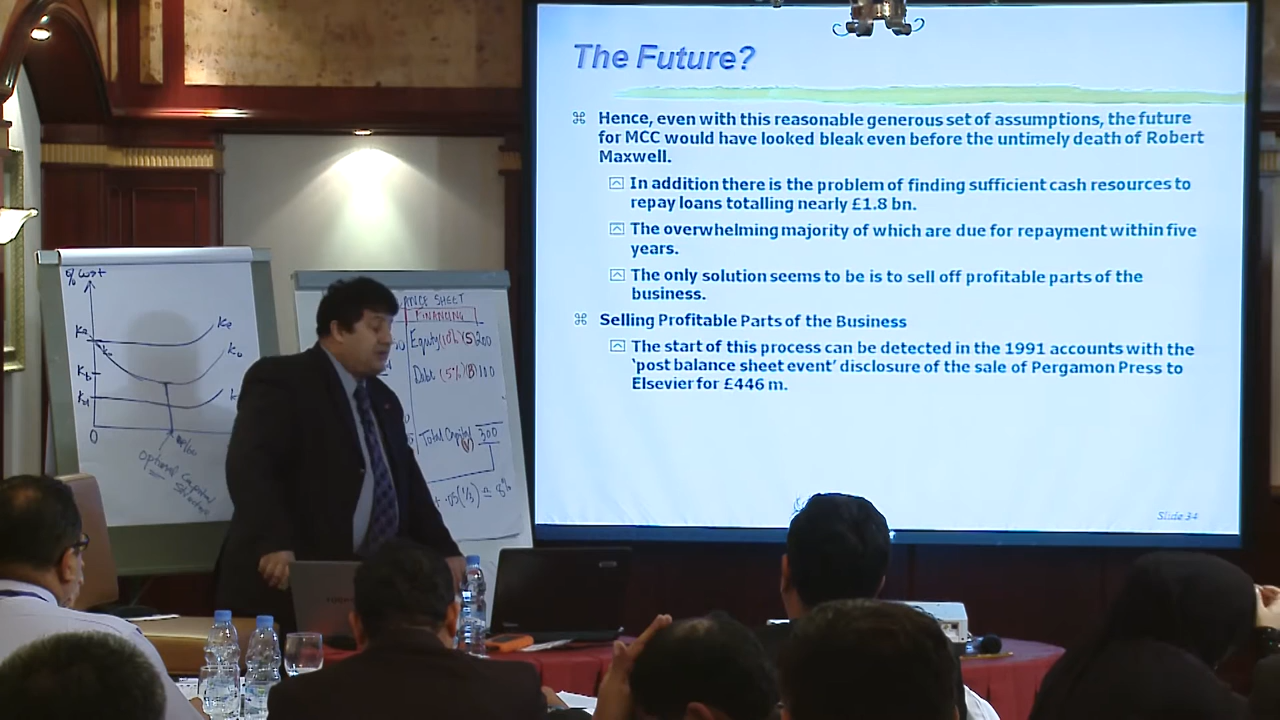 The Future?
Hence, even with this reasonable generous set of assumptions, the future
for MCC would have looked bleak even before the untimely death of Robert
Maxwell.
In addition there is the problem of finding sufficient cash resources to
repay loans totalling nearly £1.8 bn.
The overwhelming majority of which are due for repayment within five
years.
The only solution seems to be is to sell off profitable parts of the
business.
Selling Profitable Parts of the Business
The start of this process can be detected in the 1991 accounts with the
'post balance sheet event' disclosure of the sale of Pergamon Press to
Elsevier for £446 m.
Slide 34
% Cost
Ke
Ko
Kb
Kd
0
Optimal Capital
Structure
SHEET
FINANCING
Equity (10%) (S) 200
Debt (5%) (B) 100
Total Capital 300
(V)